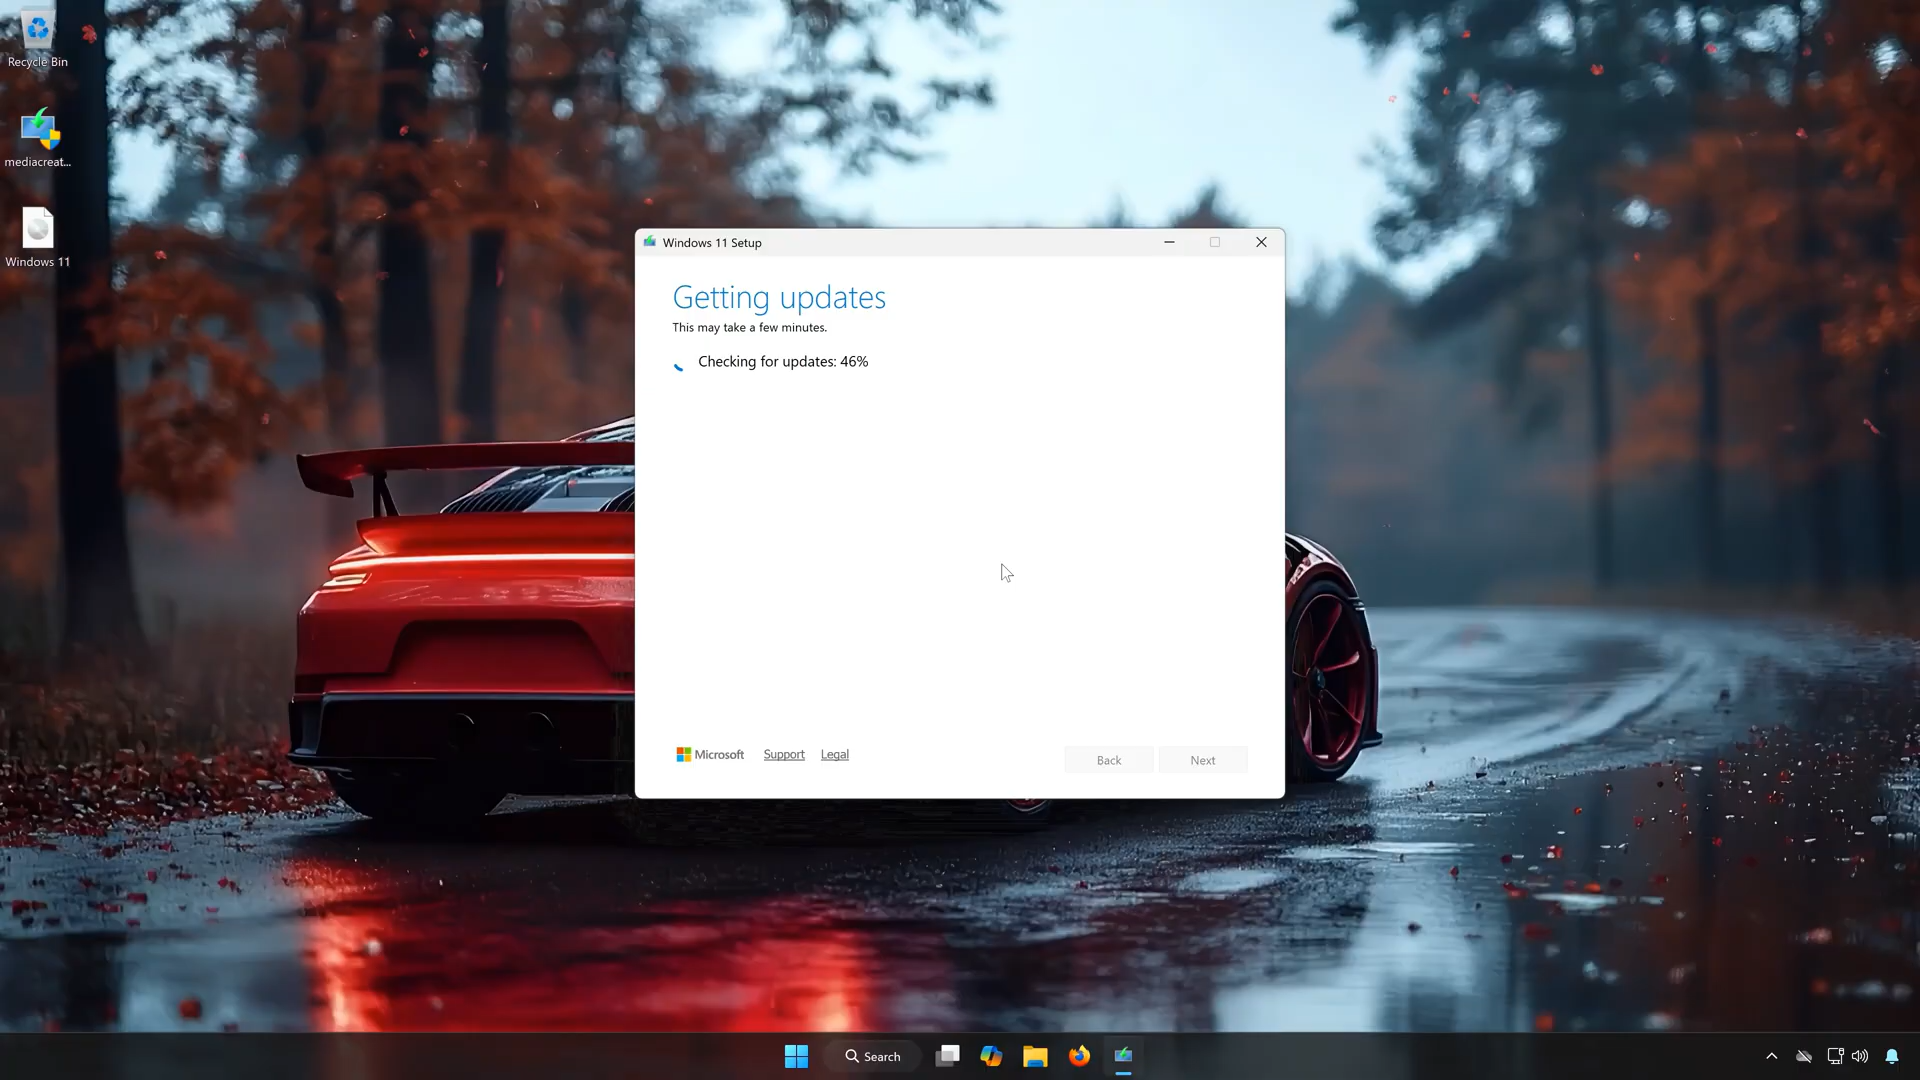 Recycle Bin
mediacreat...
Windows 11
Windows 11 Setup
Getting updates
This may take a few minutes.
Checking for updates: 46%
Microsoft
Support
Legal
Back
Next
Search